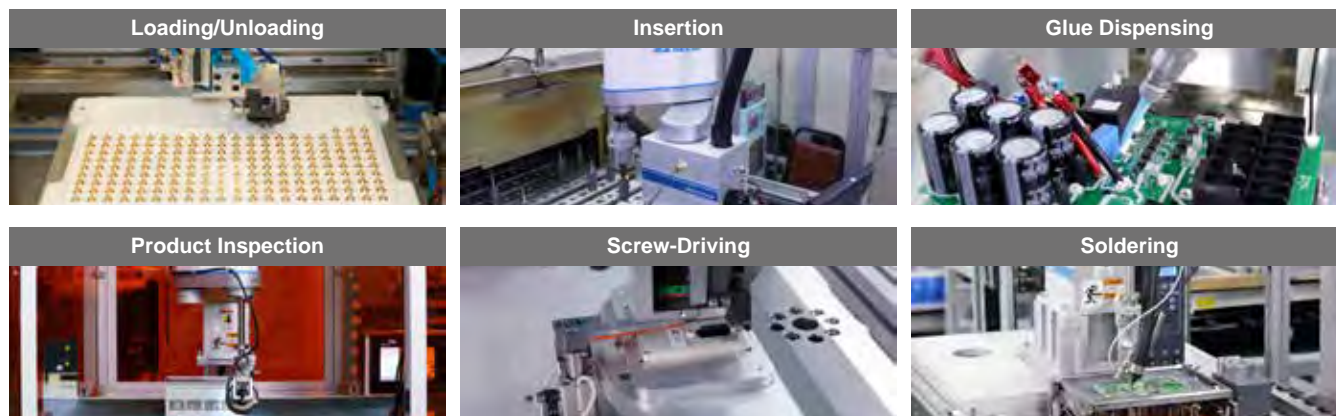 Loading/Unloading
Insertion
Glue Dispensing
Product Inspection
Screw-Driving
Soldering